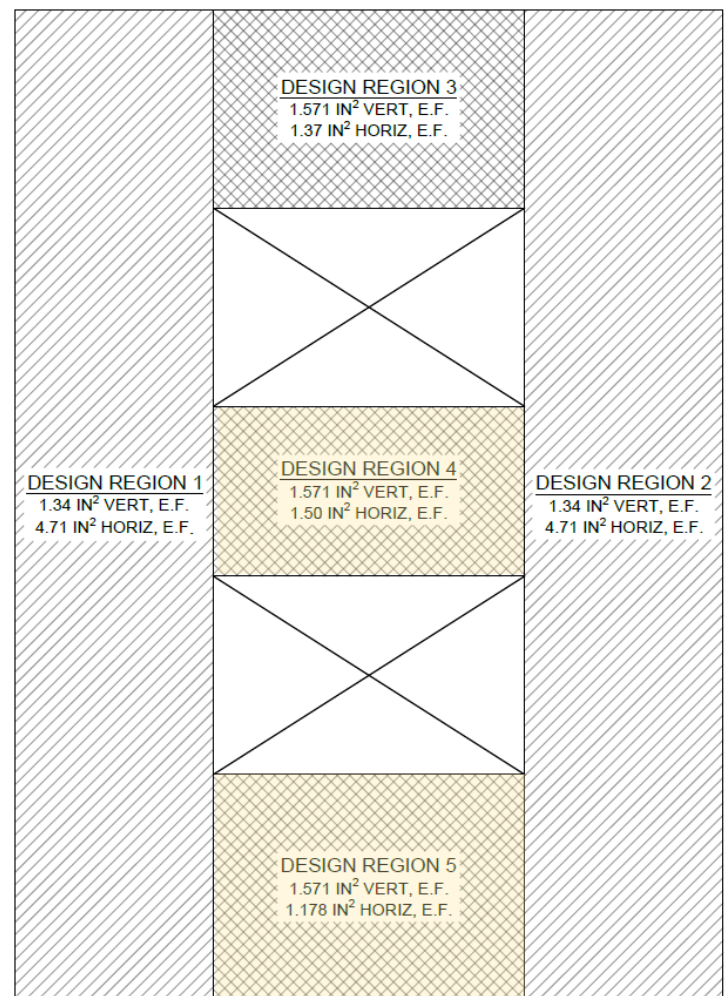 DESIGN REGION 3
1.571 IN² VERT, E.F.
1.37 IN² HORIZ, E.F.
DESIGN REGION 1
1.34 IN² VERT, E.F.
4.71 IN² HORIZ, E.F.
DESIGN REGION 4
1.571 IN² VERT, E.F.
1.50 IN² HORIZ, E.F.
DESIGN REGION 2
1.34 IN² VERT, E.F.
4.71 IN² HORIZ, E.F.
DESIGN REGION 5
1.571 IN² VERT, E.F.
1.178 IN² HORIZ, E.F.